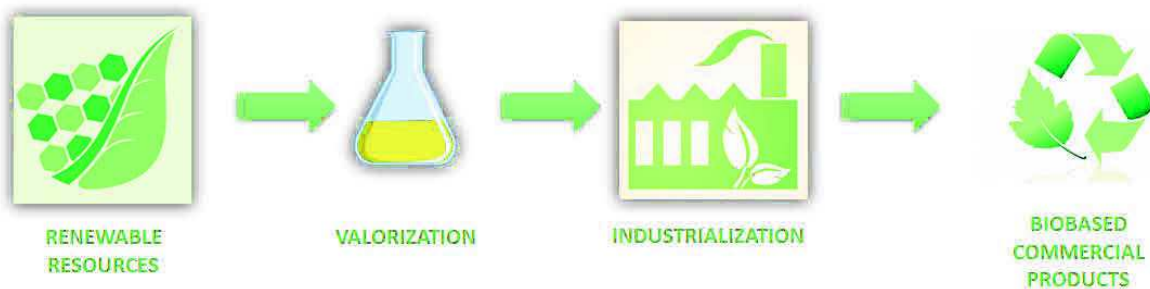 RENEWABLE
RESOURCES
VALORIZATION
INDUSTRIALIZATION
BIOBASED
COMMERCIAL
PRODUCTS